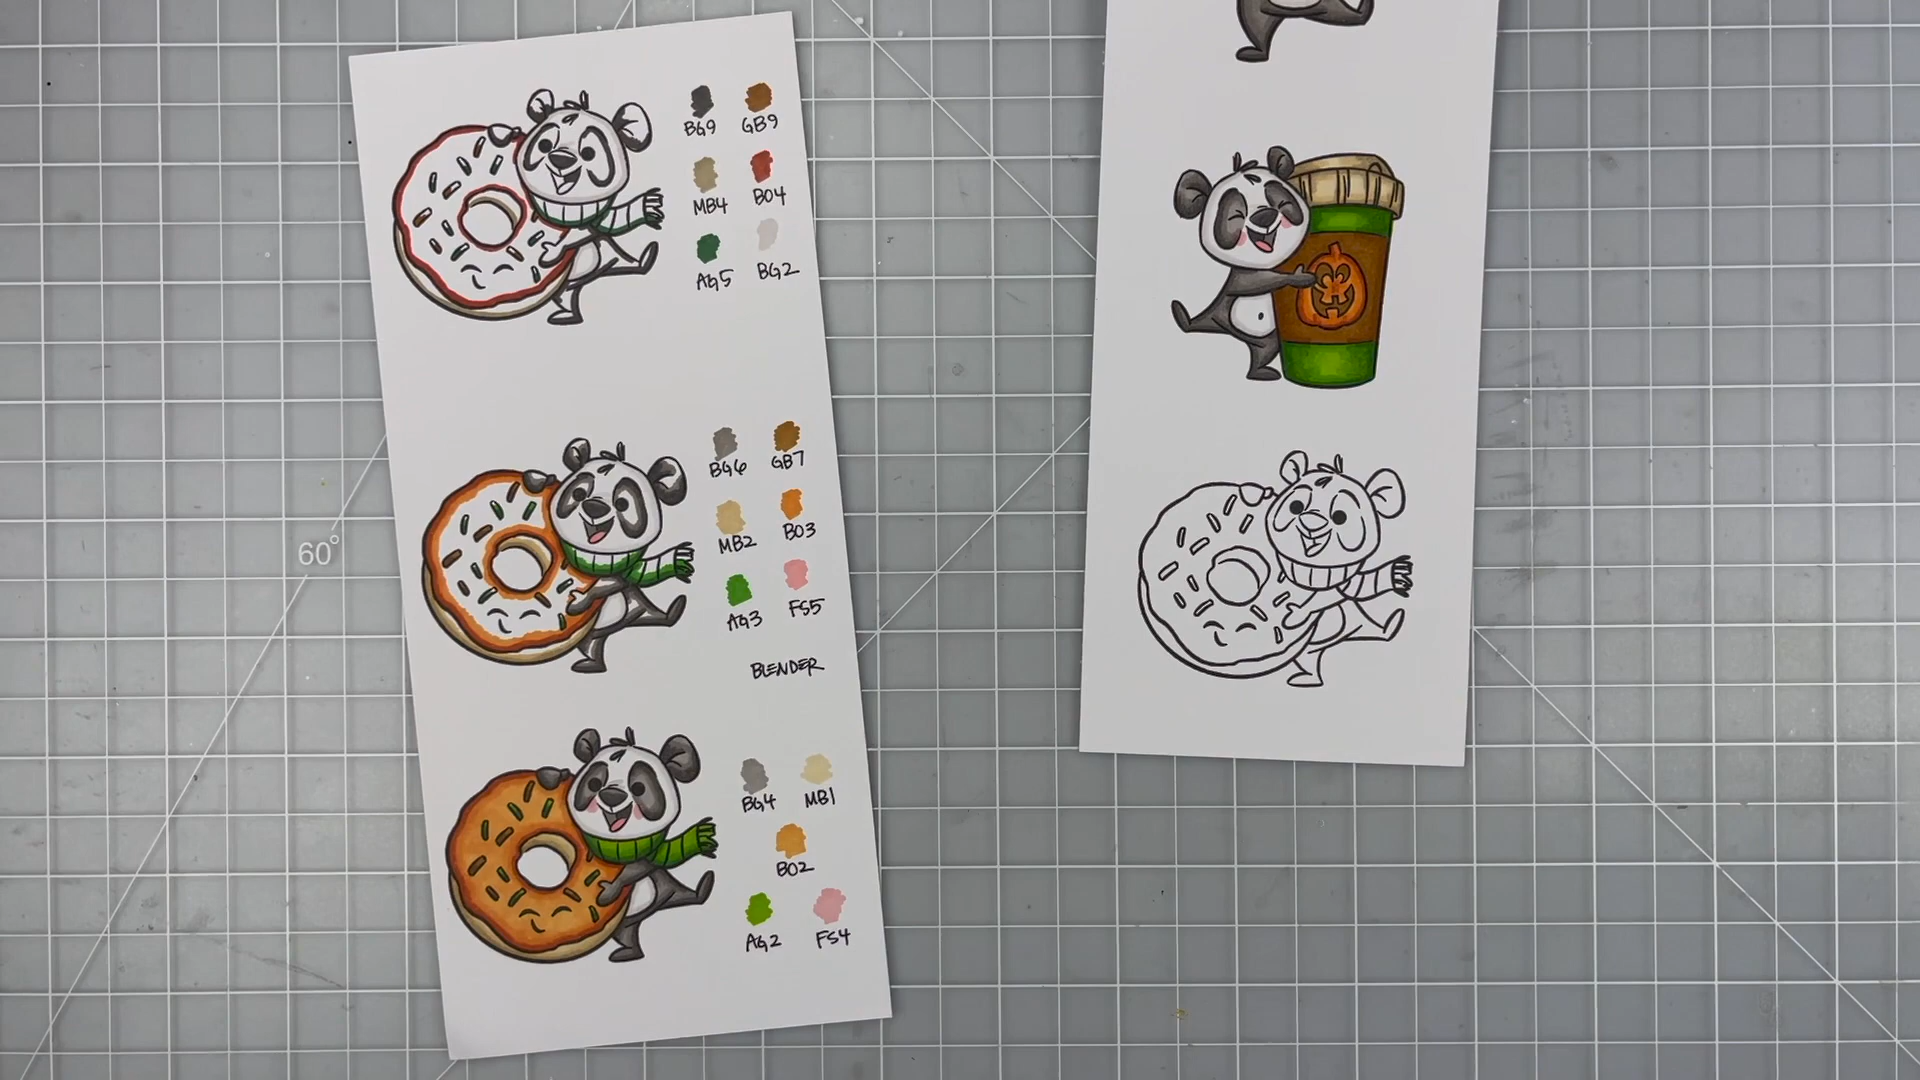 BG9 GB9
MB4 BO4
AG5 BG2
60°
BG6 GB7
MB2 BO3
AG3 FS5
BLENDER
BG4 MB1
BO2
AG2 FS4